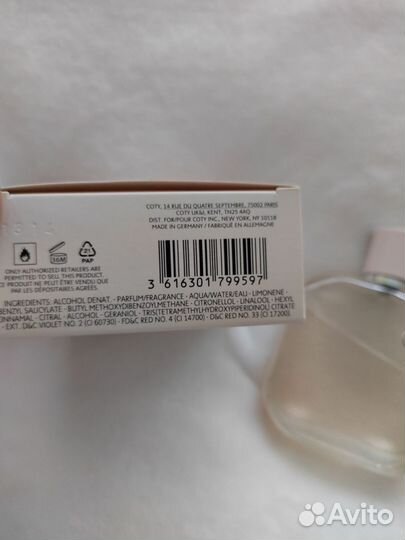 COTY, 14 RUE DU QUATRE SEPTEMBRE, 75002 PARIS
COTY UK&I, KENT, TN25 4AQ
DIST. FOR/POUR COTY INC., NEW YORK, NY 10118
MADE IN GERMANY / FABRIQUÉ EN ALLEMAGNE
36M
21
PAP
ONLY AUTHORIZED RETAILERS ARE
PERMITTED TO SELL THIS PRODUCT.
CE PRODUIT NE PEUT ÊTRE VENDU
PAR LES DÉPOSITAIRES AGRÉÉS.
3 616301 799597
INGREDIENTS: ALCOHOL DENAT. · PARFUM/FRAGRANCE · AQUA/WATER/EAU · LIMONENE ·
BENZYL SALICYLATE · BUTYL METHOXYDIBENZOYLMETHANE · CITRONELLOL · LINALOOL · HEXYL
CINNAMAL · CITRAL · ALCOHOL · GERANIOL · TRIS(TETRAMETHYLHYDROXYPIPERIDINOL) CITRATE
· EXT. D&C VIOLET NO. 2 (CI 60730) · FD&C RED NO. 4 (CI 14700) · D&C RED NO. 33 (CI 17200).
Avito